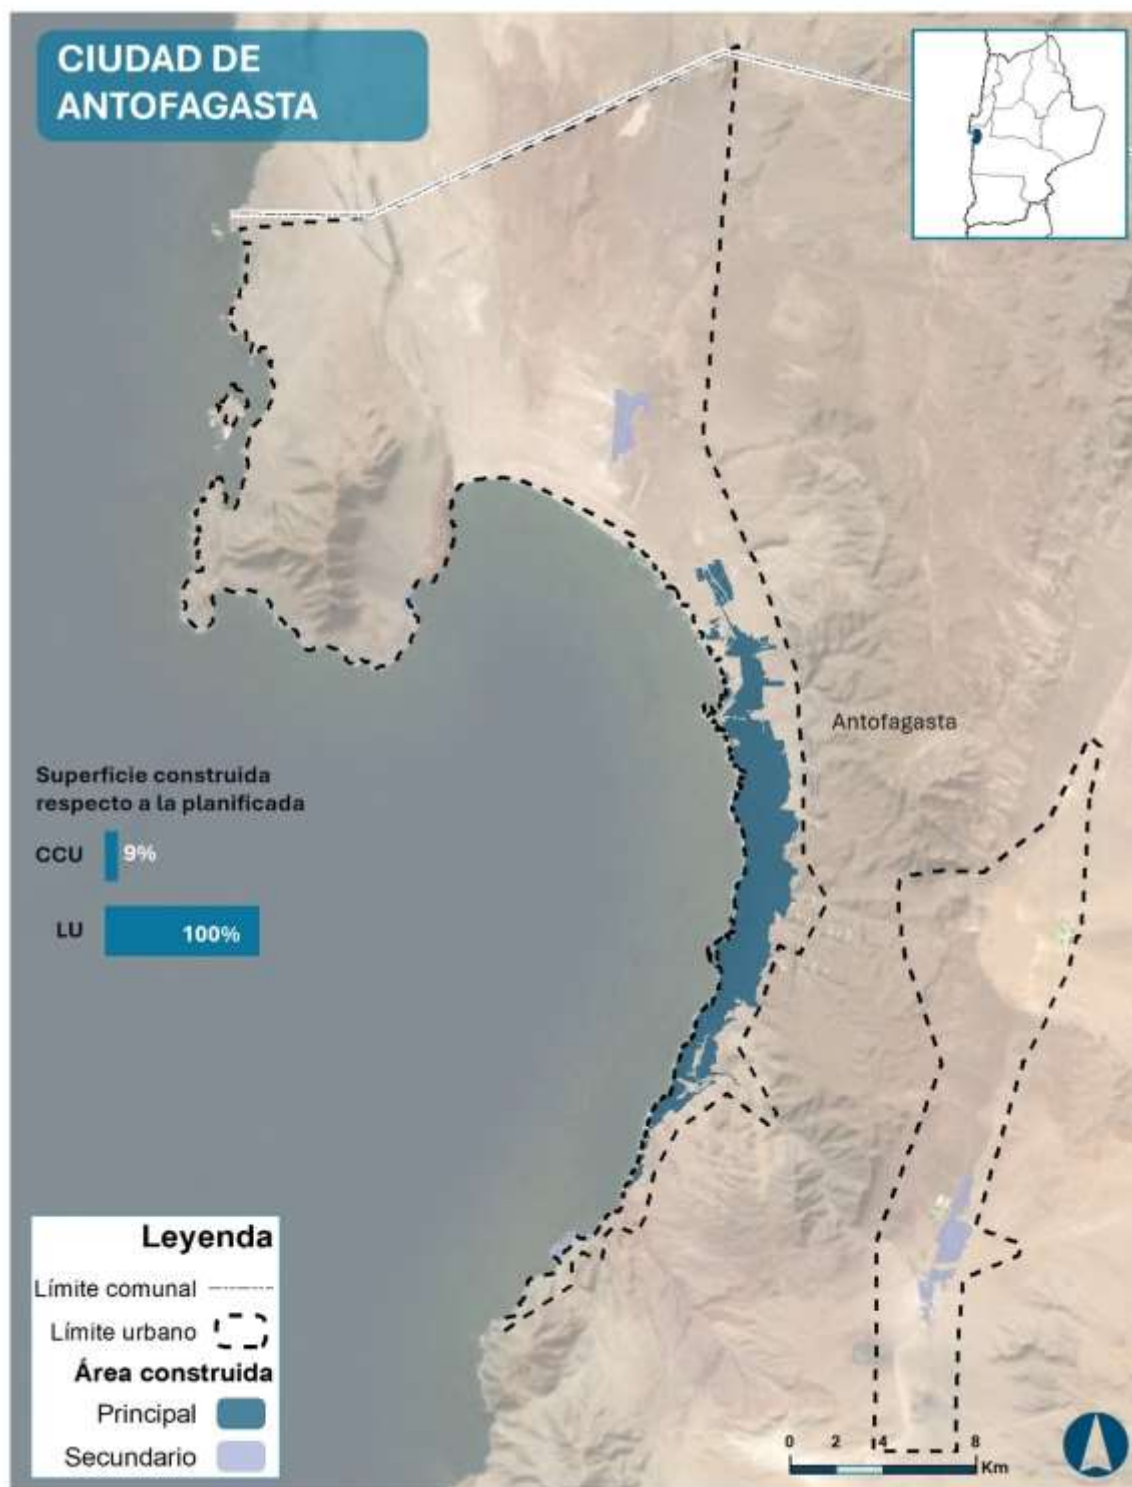 CIUDAD DE
ANTOFAGASTA
Antofagasta
Superficie construida
respecto a la planificada
CCU 9%
LU 100%
Leyenda
Límite comunal
Límite urbano
Área construida
Principal
Secundario
0 2 4 8
Km